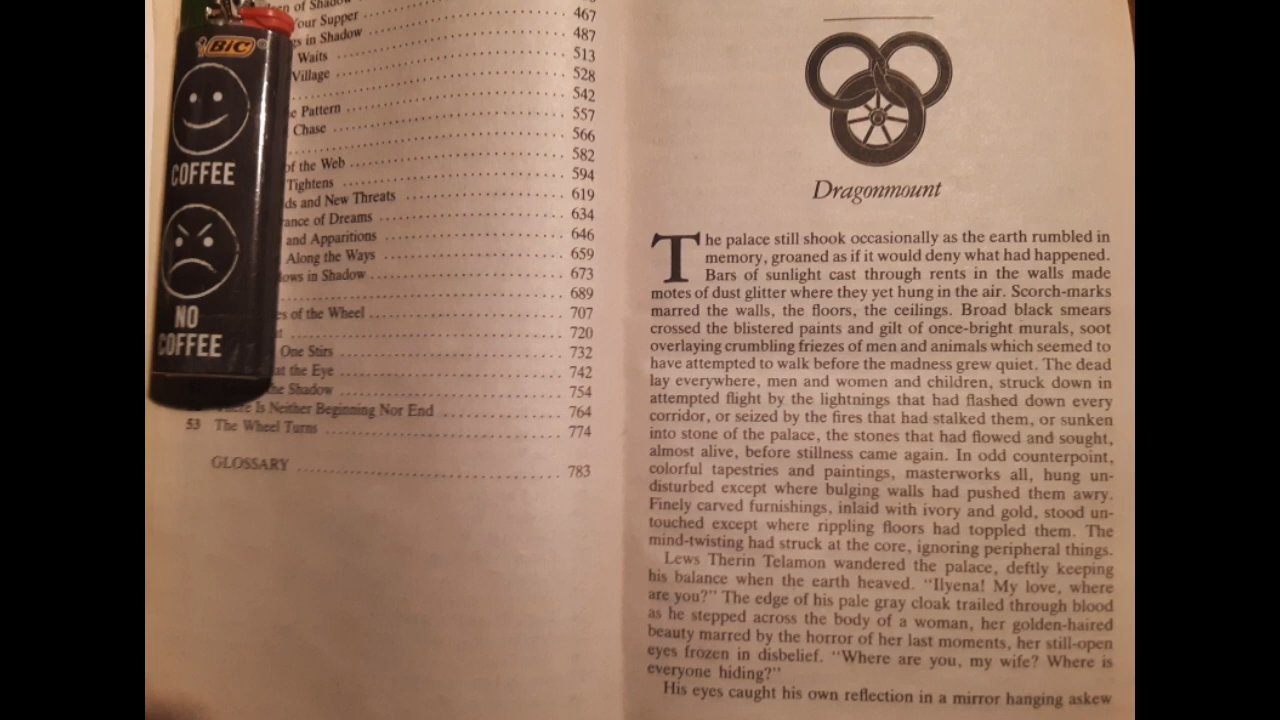 BIC
COFFEE
NO
COFFEE
of Shadow
Your Supper 467
in Shadow 487
Waits 513
Village 528
542
Pattern 557
Chase 566
582
of the Web 594
Tightens 619
and New Threats 634
of Dreams 646
and Apparitions 659
Along the Ways 673
in Shadow 689
of the Wheel 707
720
One Stirs 732
at the Eye 742
the Shadow 754
Is Neither Beginning Nor End 764
53 The Wheel Turns 774
GLOSSARY 783
Dragonmount
The palace still shook occasionally as the earth rumbled in
memory, groaned as if it would deny what had happened.
Bars of sunlight cast through rents in the walls made
motes of dust glitter where they yet hung in the air. Scorch-marks
marred the walls, the floors, the ceilings. Broad black smears
crossed the blistered paints and gilt of once-bright murals, soot
overlaying crumbling friezes of men and animals which seemed to
have attempted to walk before the madness grew quiet. The dead
lay everywhere, men and women and children, struck down in
attempted flight by the lightnings that had flashed down every
corridor, or seized by the fires that had stalked them, or sunken
into stone of the palace, the stones that had flowed and sought,
almost alive, before stillness came again. In odd counterpoint,
colorful tapestries and paintings, masterworks all, hung un-
disturbed except where bulging walls had pushed them awry.
Finely carved furnishings, inlaid with ivory and gold, stood un-
touched except where rippling floors had toppled them. The
mind-twisting had struck at the core, ignoring peripheral things.
Lews Therin Telamon wandered the palace, deftly keeping
his balance when the earth heaved. "Ilyena! My love, where
are you?" The edge of his pale gray cloak trailed through blood
as he stepped across the body of a woman, her golden-haired
beauty marred by the horror of her last moments, her still-open
eyes frozen in disbelief. "Where are you, my wife? Where is
everyone hiding?"
His eyes caught his own reflection in a mirror hanging askew